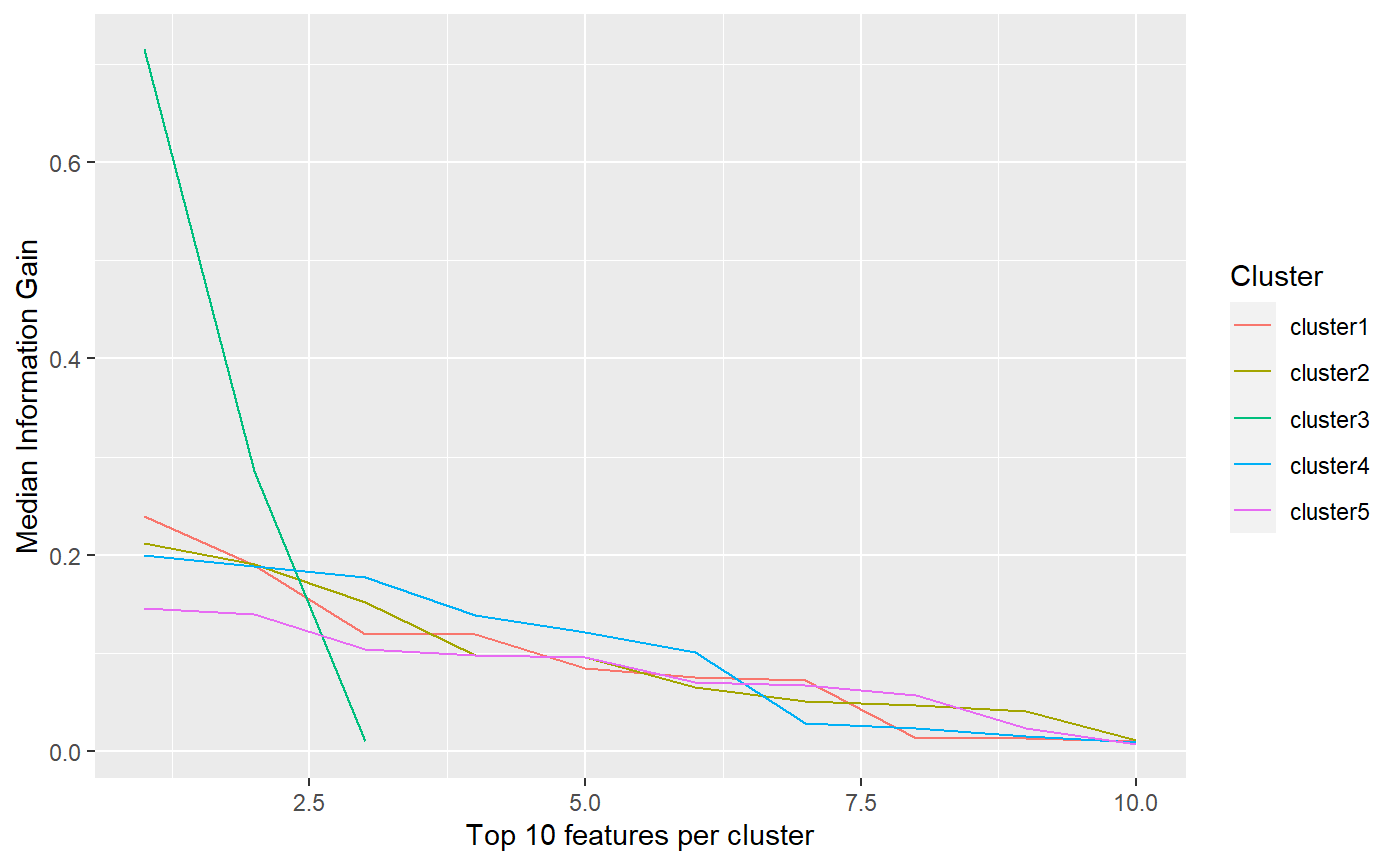 Median Information Gain
0.6
0.4
0.2
0.0
2.5
5.0
7.5
10.0
Top 10 features per cluster
Cluster
cluster1
cluster2
cluster3
cluster4
cluster5